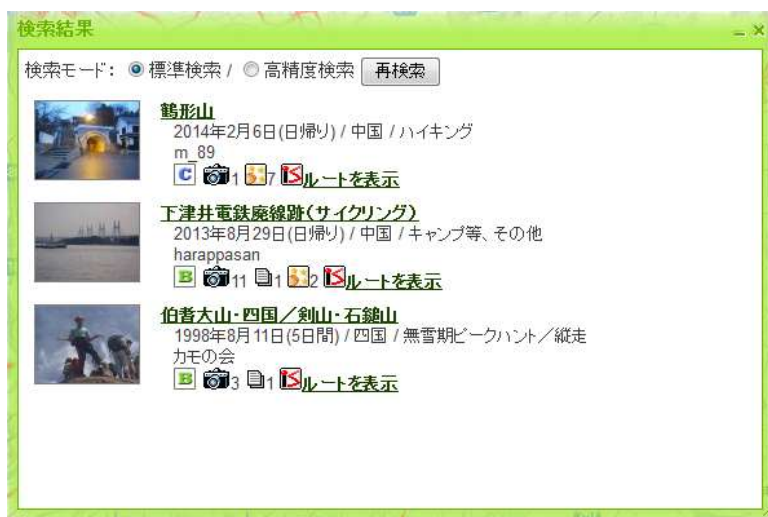 検索結果
検索モード: 標準検索 / 高精度検索 再検索
鶴形山
2014年2月6日(日帰り) / 中国 / ハイキング
m_89
C 1 7 ルートを表示
下津井電鉄廃線跡(サイクリング)
2013年8月29日(日帰り) / 中国 / キャンプ等、その他
harappasan
B 11 1 2 ルートを表示
伯耆大山・四国/剣山・石鎚山
1998年8月11日(5日間) / 四国 / 無雪期ピークハント/縦走
カモの会
B 3 1 ルートを表示